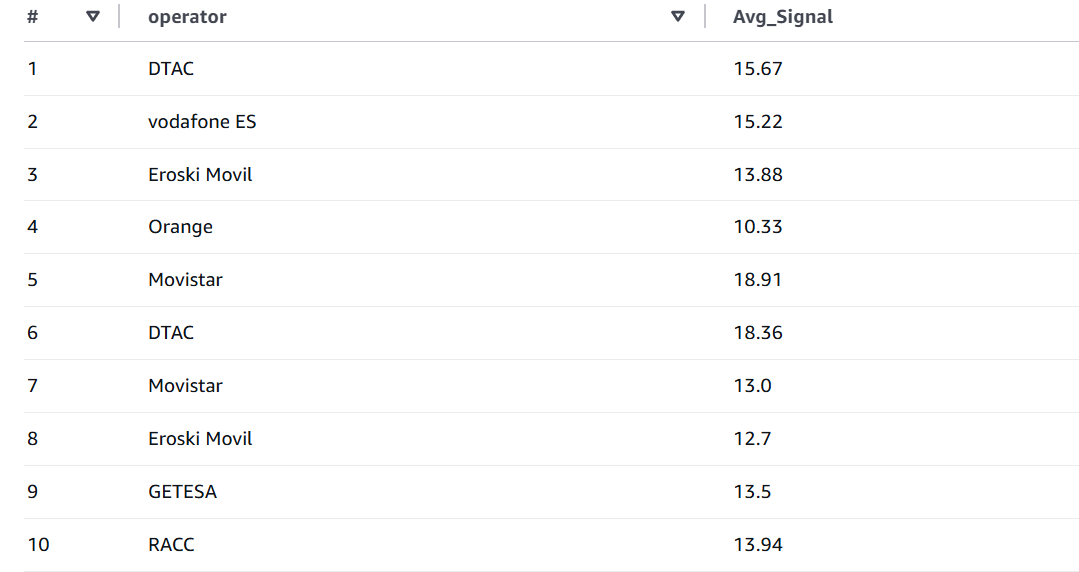 # operator Avg_Signal
1 DTAC 15.67
2 vodafone ES 15.22
3 Eroski Movil 13.88
4 Orange 10.33
5 Movistar 18.91
6 DTAC 18.36
7 Movistar 13.0
8 Eroski Movil 12.7
9 GETESA 13.5
10 RACC 13.94